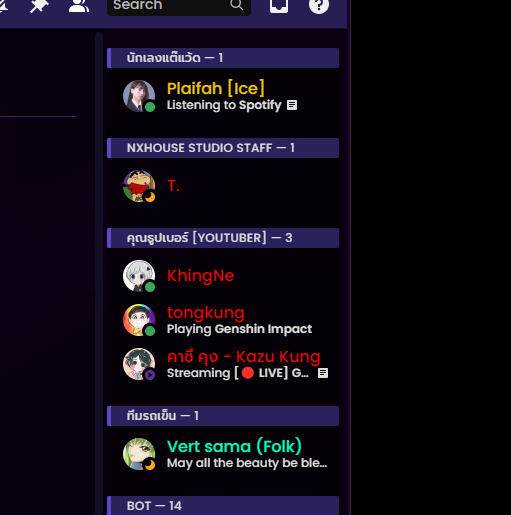 Search
นักเลงแต๊แว้ด — 1
Plaifah [Ice]
Listening to Spotify
NXHOUSE STUDIO STAFF — 1
T.
คุณธูปเบอร์ [YOUTUBER] — 3
KhingNe
tongkung
Playing Genshin Impact
คาซึ คุง - Kazu Kung
Streaming [🔴 LIVE] G...
ทีมรถเข็น — 1
Vert sama (Folk)
May all the beauty be ble...
BOT — 14